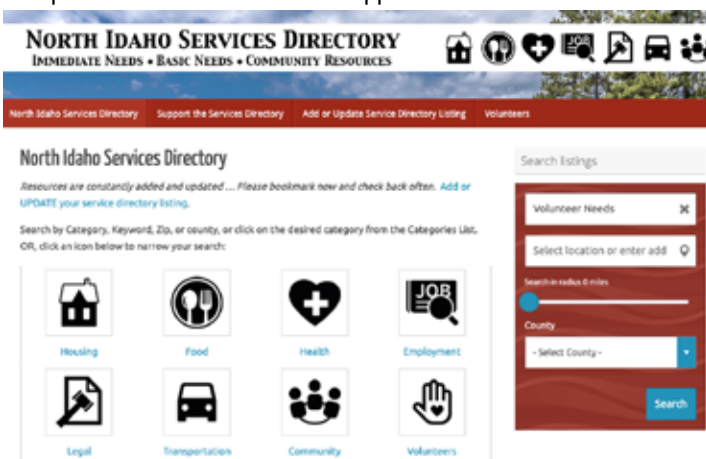 NORTH IDAHO SERVICES DIRECTORY
IMMEDIATE NEEDS • BASIC NEEDS • COMMUNITY RESOURCES
North Idaho Services Directory Support the Services Directory Add or Update Service Directory Listing Volunteers
North Idaho Services Directory
Resources are constantly added and updated ... Please bookmark now and check back often. Add or
UPDATE your service directory listing.
Search by Category, Keyword, Zip, or county, or click on the desired category from the Categories List,
OR, click an icon below to narrow your search:
Housing Food Health Employment
JOB
Legal Transportation Community Volunteers
Search listings
Volunteer Needs
Select location or enter add
Search in radius 0 miles
County
- Select County -
Search